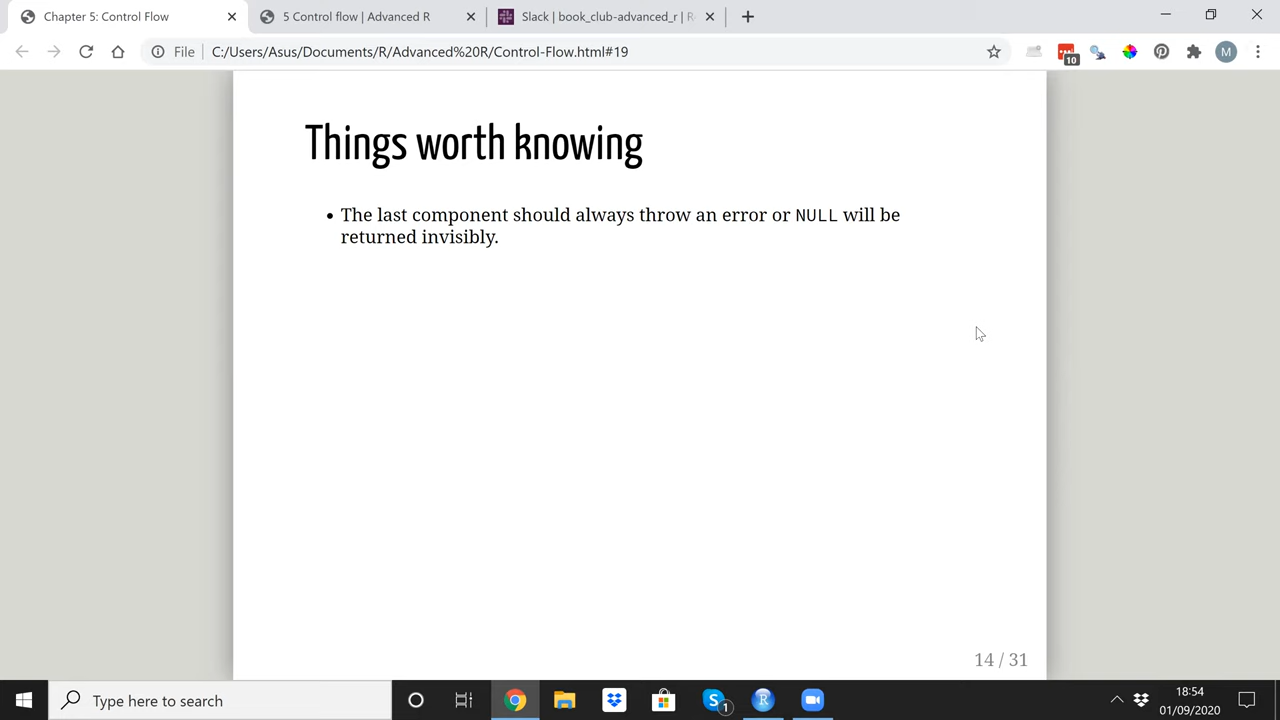 Chapter 5: Control Flow
5 Control flow | Advanced R
Slack | book_club-advanced_r | R
File
C:/Users/Asus/Documents/R/Advanced%20R/Control-Flow.html#19
10
M
Things worth knowing
• The last component should always throw an error or NULL will be
returned invisibly.
14 / 31
Type here to search
S
1
R
18:54
01/09/2020